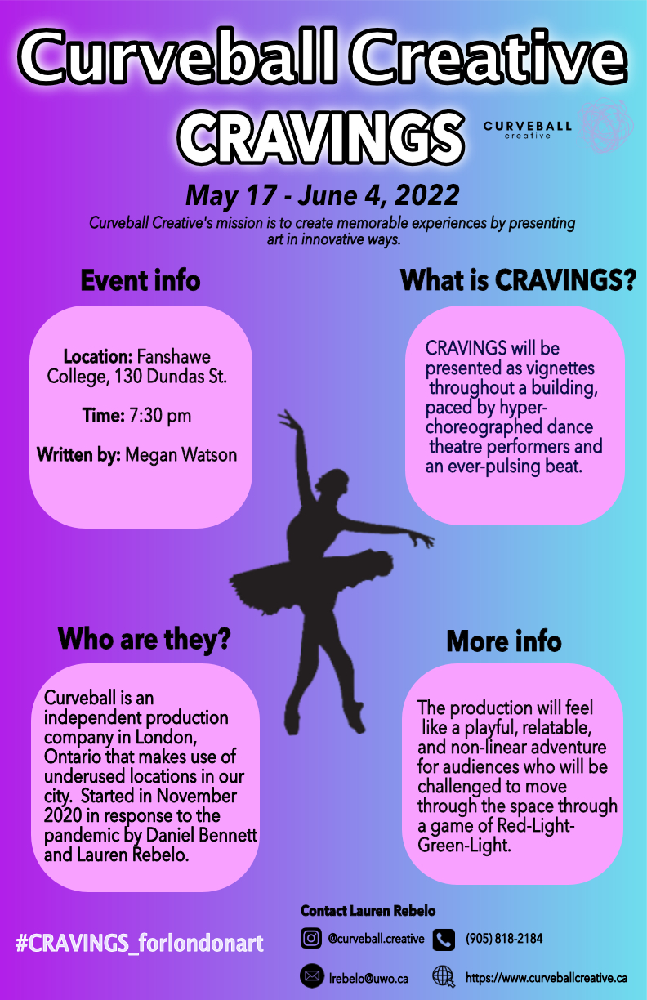 Curveball Creative
CRAVINGS
CURVEBALL
creative
May 17 - June 4, 2022
Curveball Creative's mission is to create memorable experiences by presenting
art in innovative ways.
Event info
Location: Fanshawe
College, 130 Dundas St.
Time: 7:30 pm
Written by: Megan Watson
What is CRAVINGS?
CRAVINGS will be
presented as vignettes
throughout a building,
paced by hyper-
choreographed dance
theatre performers and
an ever-pulsing beat.
Who are they?
Curveball is an
independent production
company in London,
Ontario that makes use of
underused locations in our
city.  Started in November
2020 in response to the
pandemic by Daniel Bennett
and Lauren Rebelo.
More info
The production will feel
like a playful, relatable,
and non-linear adventure
for audiences who will be
challenged to move
through the space through
a game of Red-Light-
Green-Light.
#CRAVINGS_forlondonart
Contact Lauren Rebelo
@curveball.creative
(905) 818-2184
lrebelo@uwo.ca
https://www.curveballcreative.ca